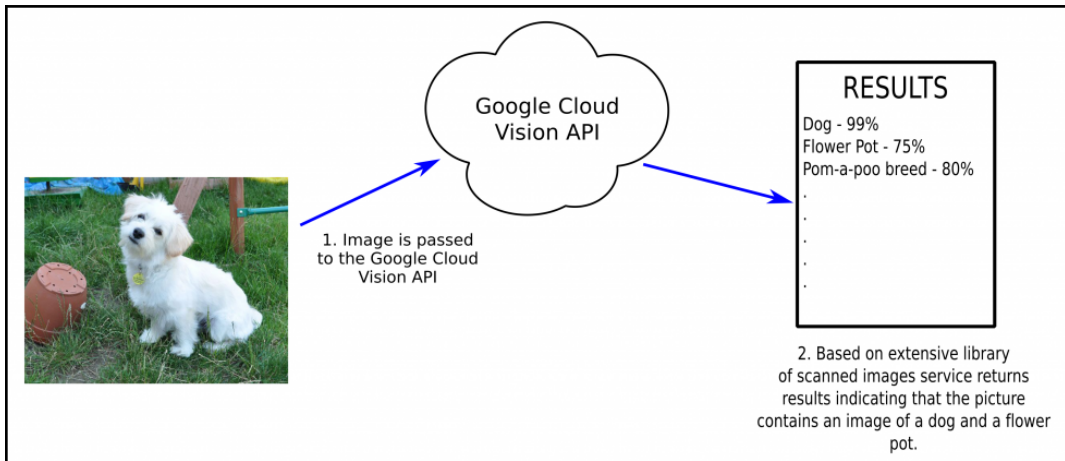 Google Cloud
Vision API
1. Image is passed
to the Google Cloud
Vision API
RESULTS
Dog - 99%
Flower Pot - 75%
Pom-a-poo breed - 80%
.
.
.
.
.
2. Based on extensive library
of scanned images service returns
results indicating that the picture
contains an image of a dog and a flower
pot.